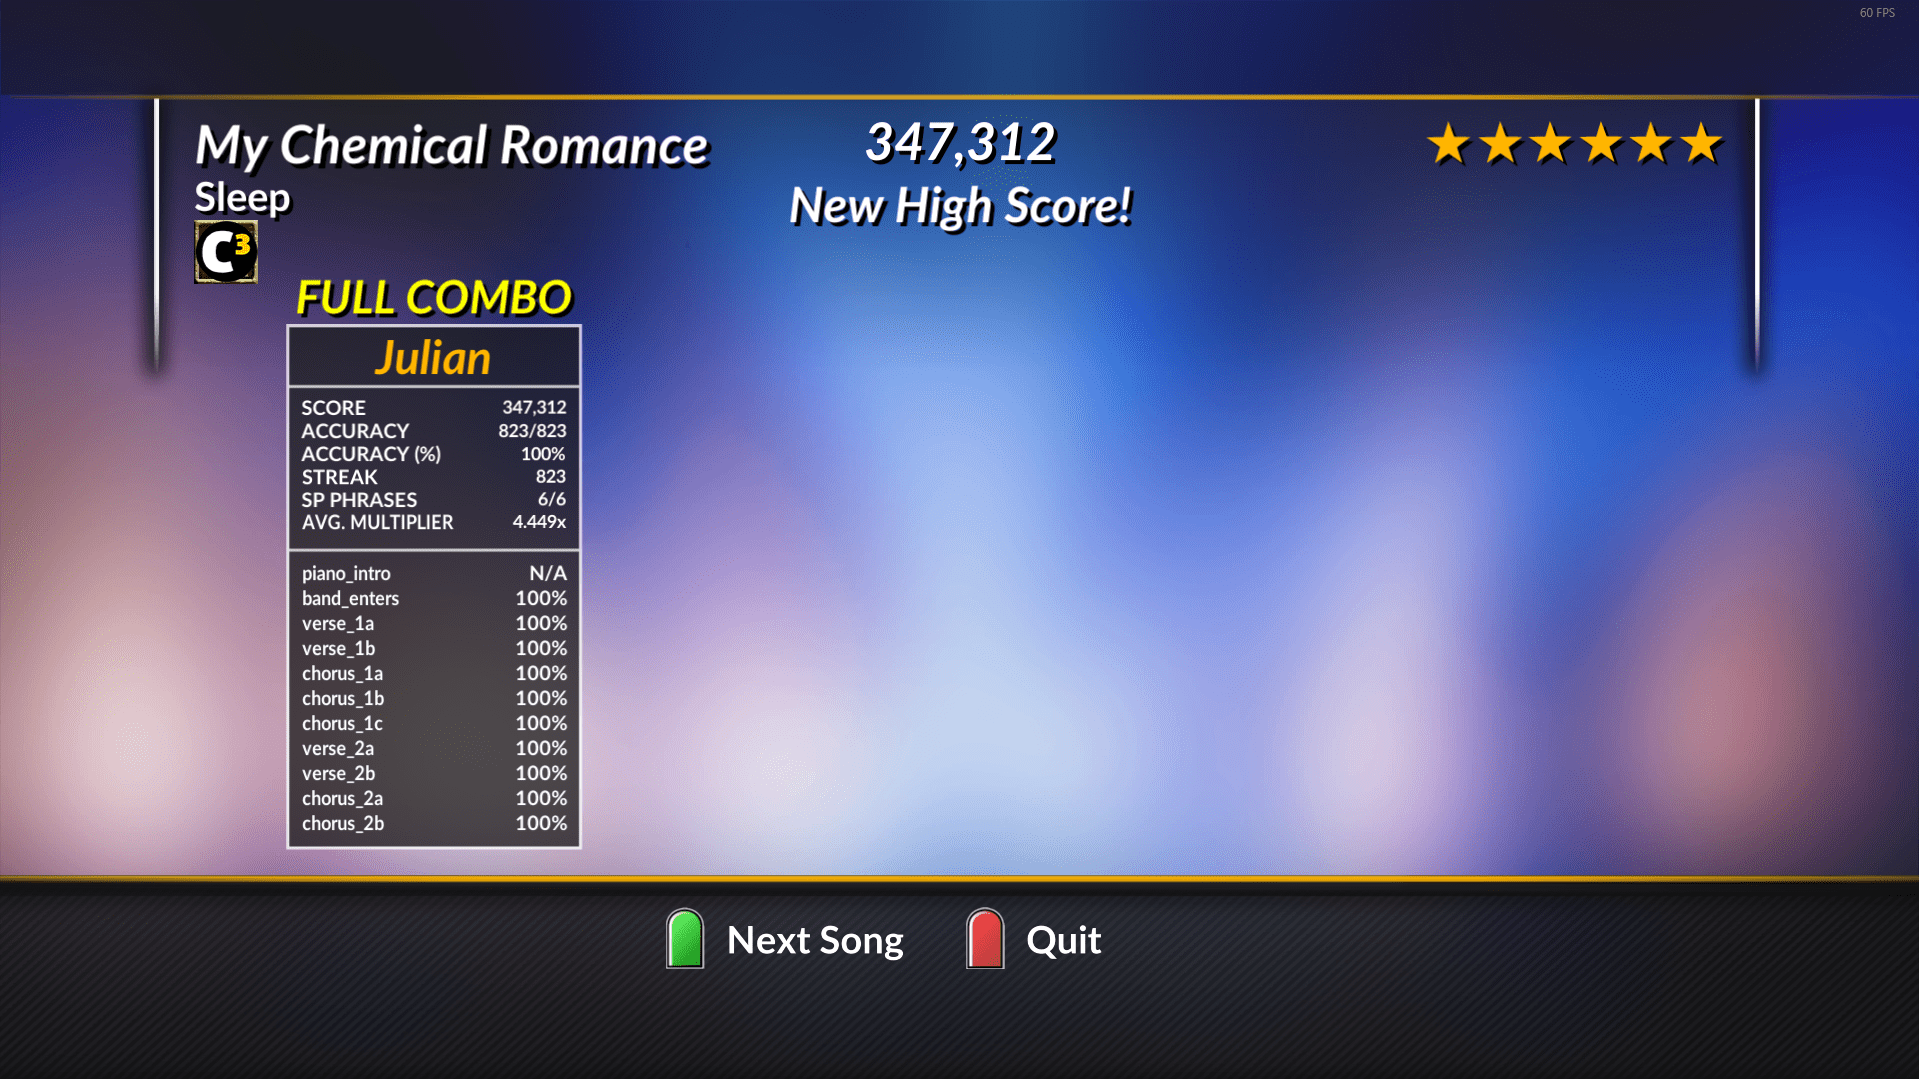 60 FPS
My Chemical Romance
347,312
Sleep
New High Score!
C3
FULL COMBO
Julian
SCORE 347,312
ACCURACY 823/823
ACCURACY (%) 100%
STREAK 823
SP PHRASES 6/6
AVG. MULTIPLIER 4.449x
piano_intro N/A
band_enters 100%
verse_1a 100%
verse_1b 100%
chorus_1a 100%
chorus_1b 100%
chorus_1c 100%
verse_2a 100%
verse_2b 100%
chorus_2a 100%
chorus_2b 100%
Next Song
Quit